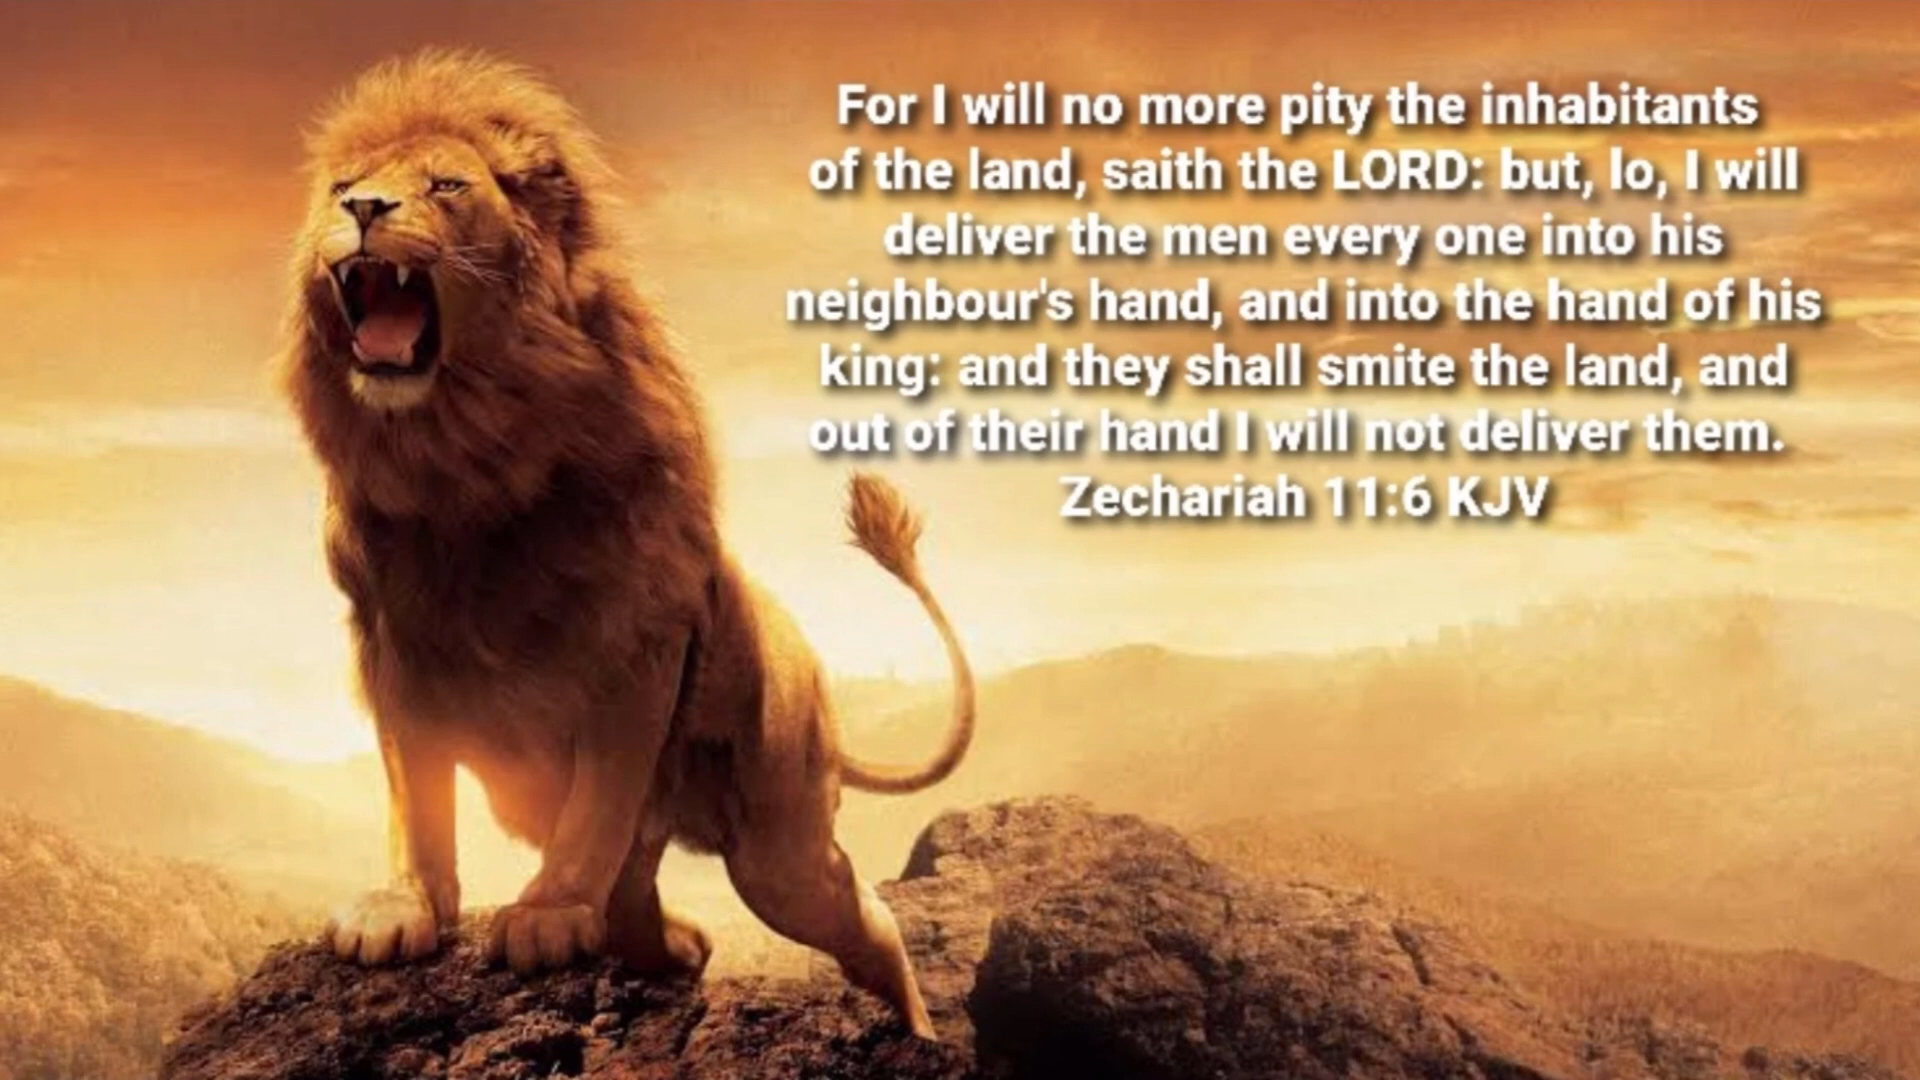 For I will no more pity the inhabitants
of the land, saith the LORD: but, lo, I will
deliver the men every one into his
neighbour's hand, and into the hand of his
king: and they shall smite the land, and
out of their hand I will not deliver them.
Zechariah 11:6 KJV